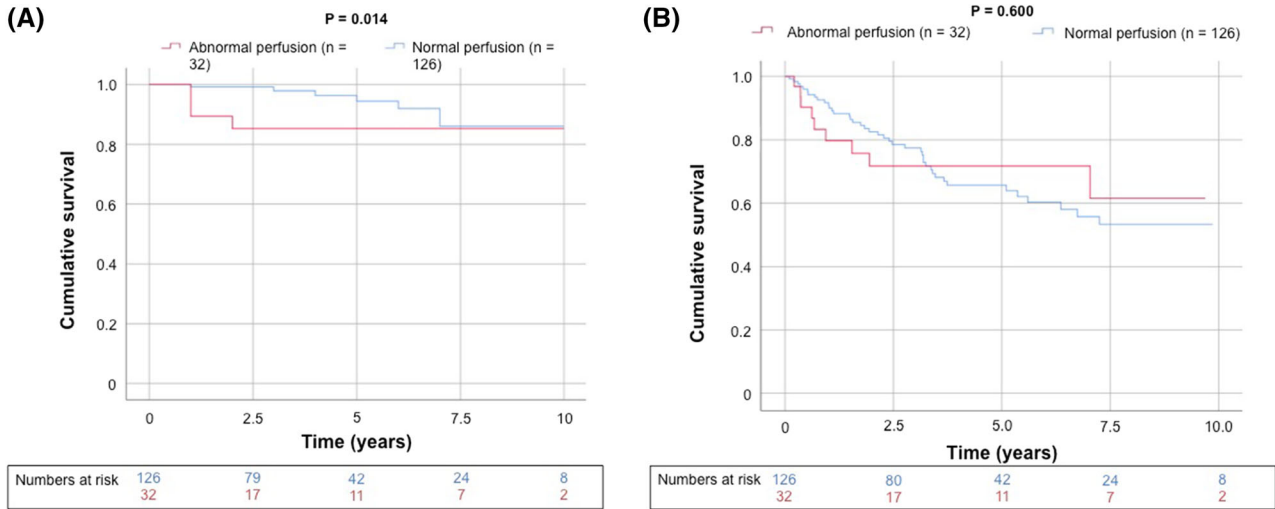 (A)
P = 0.014
Abnormal perfusion (n =
32)
Normal perfusion (n =
126)
Cumulative survival
1.0
0.8
0.6
0.4
0.2
0
0 2.5 5 7.5 10
Time (years)
Numbers at risk 126 79 42 24 8
32 17 11 7 2
(B)
P = 0.600
Abnormal perfusion (n = 32) Normal perfusion (n = 126)
Cumulative survival
1.0
0.8
0.6
0.4
0.2
0
0 2.5 5.0 7.5 10.0
Time (years)
Numbers at risk 126 80 42 24 8
32 17 11 7 2